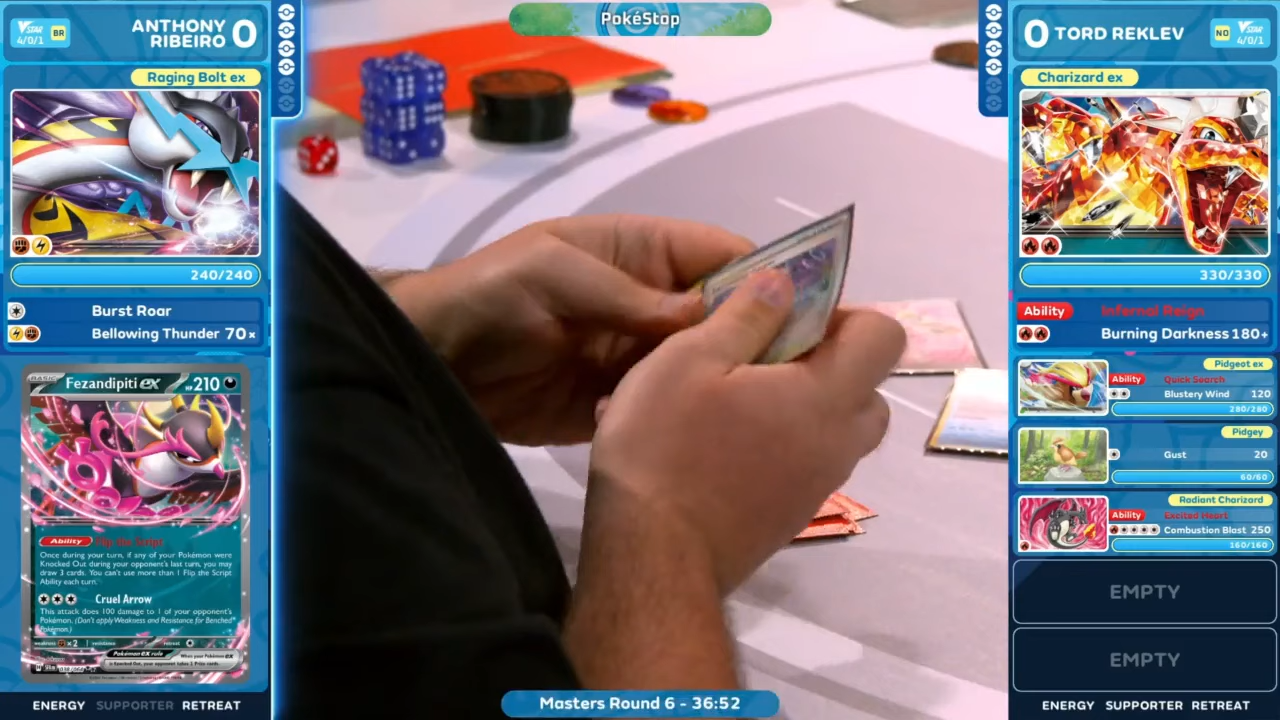 VSTAR
4/0/1
BR
ANTHONY
RIBEIRO
0
Raging Bolt ex
240/240
Burst Roar
Bellowing Thunder 70×
BASIC
Fezandipiti ex
HP 210
Ability Flip the Script
Once during your turn, if any of your Pokémon were
Knocked Out during your opponent's last turn, you may
draw 3 cards. You can't use more than 1 Flip the Script
Ability each turn.
Cruel Arrow
This attack does 100 damage to 1 of your opponent's
Pokémon. (Don't apply Weakness and Resistance for Benched
Pokémon.)
weakness ×2 resistance retreat
Pokémon ex rule
ENERGY SUPPORTER RETREAT
PokéStop
Masters Round 6 - 36:52
0
TORD REKLEV
NO
VSTAR
4/0/1
Charizard ex
330/330
Ability Infernal Reign
Burning Darkness 180+
Pidgeot ex
Ability Quick Search
Blustery Wind 120
280/280
Pidgey
Gust 20
60/60
Radiant Charizard
Ability Excited Heart
Combustion Blast 250
160/160
EMPTY
EMPTY
ENERGY SUPPORTER RETREAT